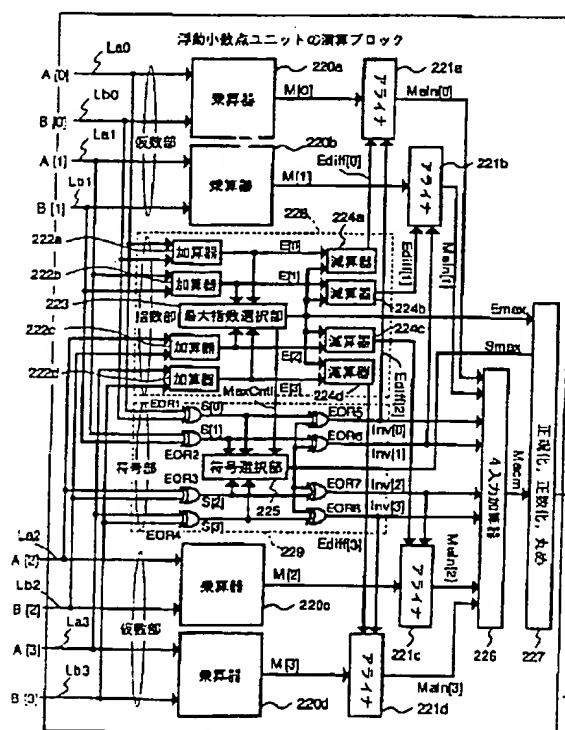 浮動小数点ユニットの演算ブロック
La0
A[0]
220a
221a
乗算器
M[0]
アライナ
Maln[0]
Lb0
B[0]
La1
仮数部
220b
A[1]
乗算器
Ediff[0]
M[1]
アライナ
221b
Lb1
B[1]
228
224a
Ediff[1]
Maln[1]
222a
加算器
E[0]
減算器
222b
加算器
E[1]
減算器
224b
223
指数部
最大指数選択部
224c
Emax
222c
加算器
E[2]
減算器
Smax
222d
加算器
E[3]
減算器
MaxCntl
224d
Ediff[2]
EOR1
S[0]
EOR5
Inv[0]
EOR2
S[1]
EOR6
Inv[1]
符号部
符号選択部
EOR3
S[2]
225
EOR7
Inv[2]
EOR4
S[3]
EOR8
Inv[3]
229
Ediff[3]
4入力加算器
Macm
正規化,正数化,丸め
La2
A[2]
乗算器
M[2]
アライナ
Maln[2]
Lb2
B[2]
220c
221c
226
227
La3
仮数部
A[3]
乗算器
M[3]
アライナ
Maln[3]
Lb3
B[3]
220d
221d